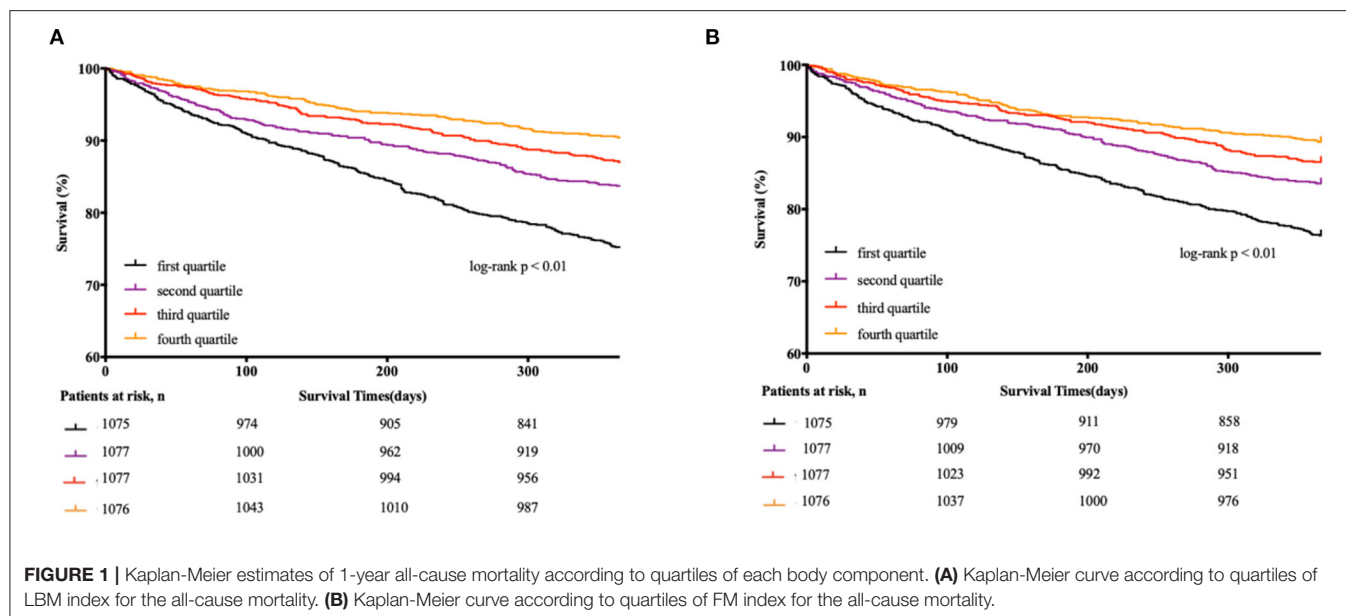 A
100
90
80
70
60
Survival (%)
first quartile
second quartile
third quartile
fourth quartile
log-rank p < 0.01
0 100 200 300
Patients at risk, n Survival Times(days)
1075 974 905 841
1077 1000 962 919
1077 1031 994 956
1076 1043 1010 987
B
100
90
80
70
60
Survival (%)
first quartile
second quartile
third quartile
fourth quartile
log-rank p < 0.01
0 100 200 300
Patients at risk, n Survival Times(days)
1075 979 911 858
1077 1009 970 918
1077 1023 992 951
1076 1037 1000 976
FIGURE 1 | Kaplan-Meier estimates of 1-year all-cause mortality according to quartiles of each body component. (A) Kaplan-Meier curve according to quartiles of
LBM index for the all-cause mortality. (B) Kaplan-Meier curve according to quartiles of FM index for the all-cause mortality.